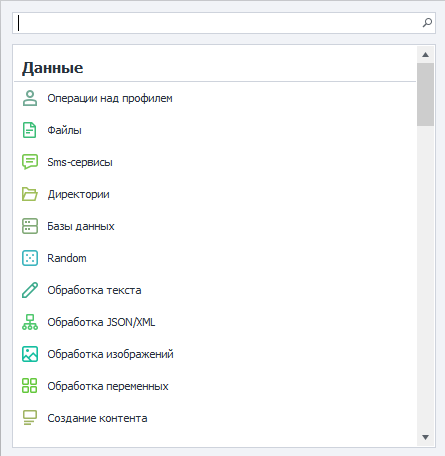 Данные
Операции над профилем
Файлы
Sms-сервисы
Директории
Базы данных
Random
Обработка текста
Обработка JSON/XML
Обработка изображений
Обработка переменных
Создание контента